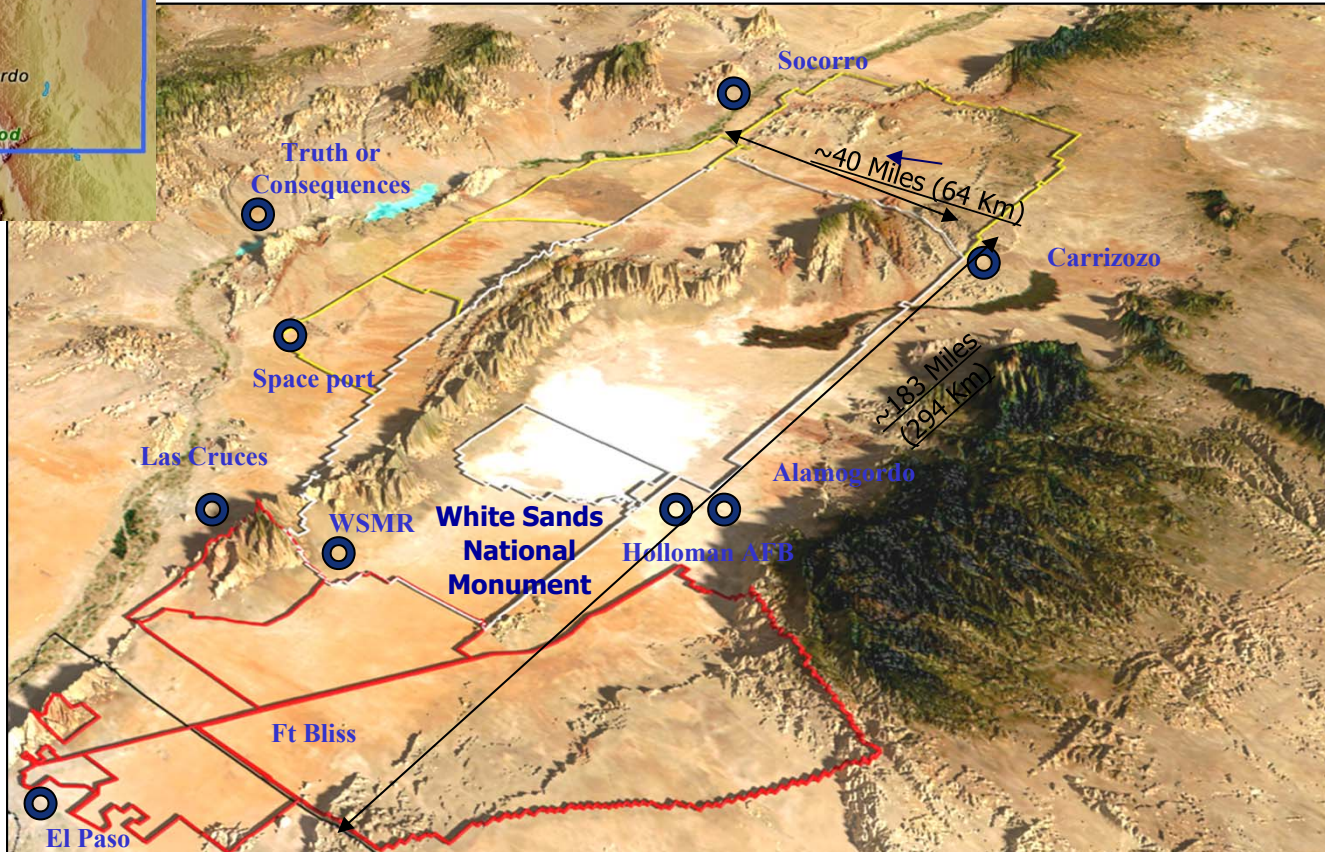 Socorro
Truth or
Consequences
~40 Miles (64 Km)
Carrizozo
Space port
~183 Miles
(294 Km)
Las Cruces
Alamogordo
WSMR
White Sands
National
Monument
Holloman AFB
Ft Bliss
El Paso